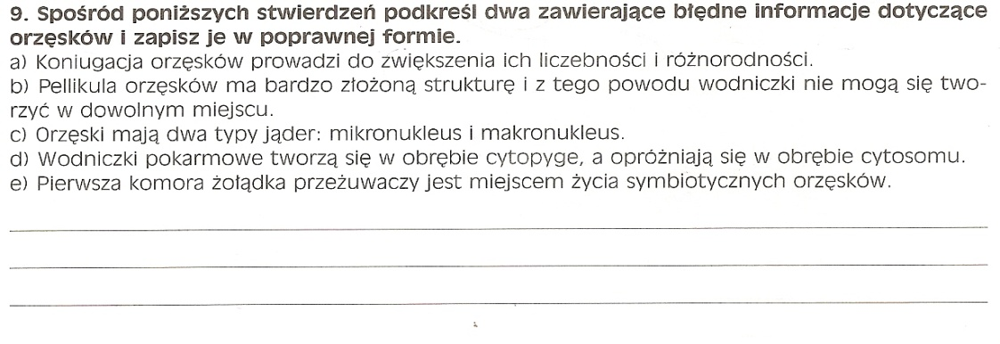 9. Spośród poniższych stwierdzeń podkreśl dwa zawierające błędne informacje dotyczące
orzęsków i zapisz je w poprawnej formie.
a) Koniugacja orzęsków prowadzi do zwiększenia ich liczebności i różnorodności.
b) Pellikula orzęsków ma bardzo złożoną strukturę i z tego powodu wodniczki nie mogą się two-
rzyć w dowolnym miejscu.
c) Orzęski mają dwa typy jąder: mikronukleus i makronukleus.
d) Wodniczki pokarmowe tworzą się w obrębie cytopyge, a opróżniają się w obrębie cytosomu.
e) Pierwsza komora żołądka przeżuwaczy jest miejscem życia symbiotycznych orzęsków.